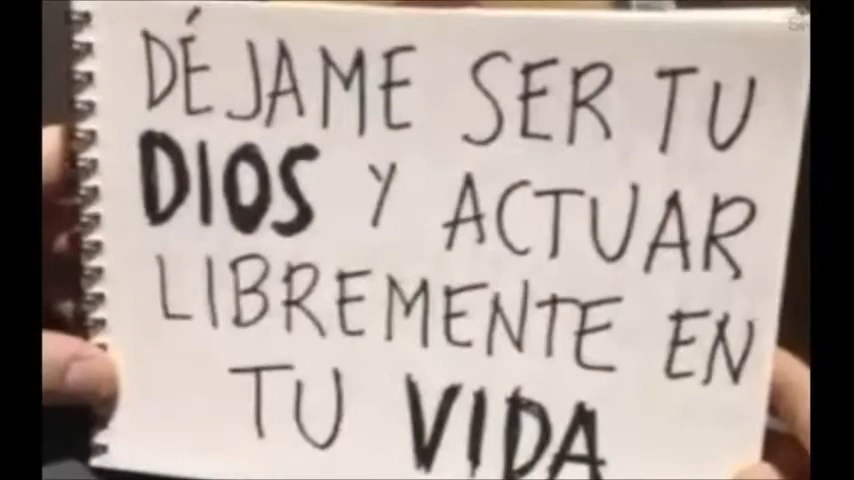 DÉJAME SER TU
DIOS Y ACTUAR
LIBREMENTE EN
TU VIDA